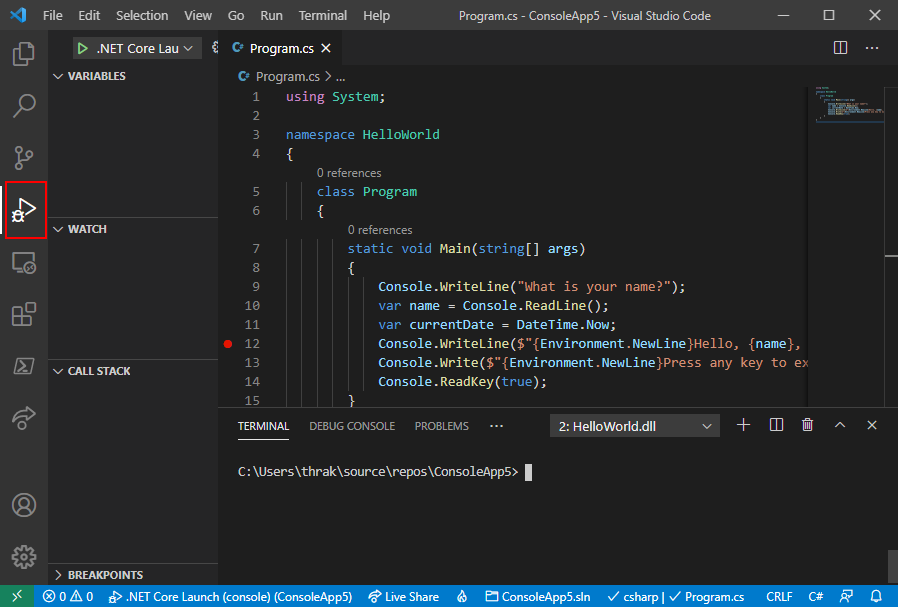 File Edit Selection View Go Run Terminal Help Program.cs - ConsoleApp5 - Visual Studio Code
.NET Core Lau
Program.cs
VARIABLES
Program.cs > ...
1 using System;
2
3 namespace HelloWorld
4 {
0 references
5 class Program
6 {
0 references
WATCH
7 static void Main(string[] args)
8 {
9 Console.WriteLine("What is your name?");
10 var name = Console.ReadLine();
11 var currentDate = DateTime.Now;
12 Console.WriteLine($"{Environment.NewLine}Hello, {name},
13 Console.Write($"{Environment.NewLine}Press any key to ex
CALL STACK
14 Console.ReadKey(true);
15 }
TERMINAL DEBUG CONSOLE PROBLEMS ... 2: HelloWorld.dll
C:\Users\thrak\source\repos\ConsoleApp5>
BREAKPOINTS
0 0 .NET Core Launch (console) (ConsoleApp5) Live Share ConsoleApp5.sln csharp | Program.cs CRLF C#